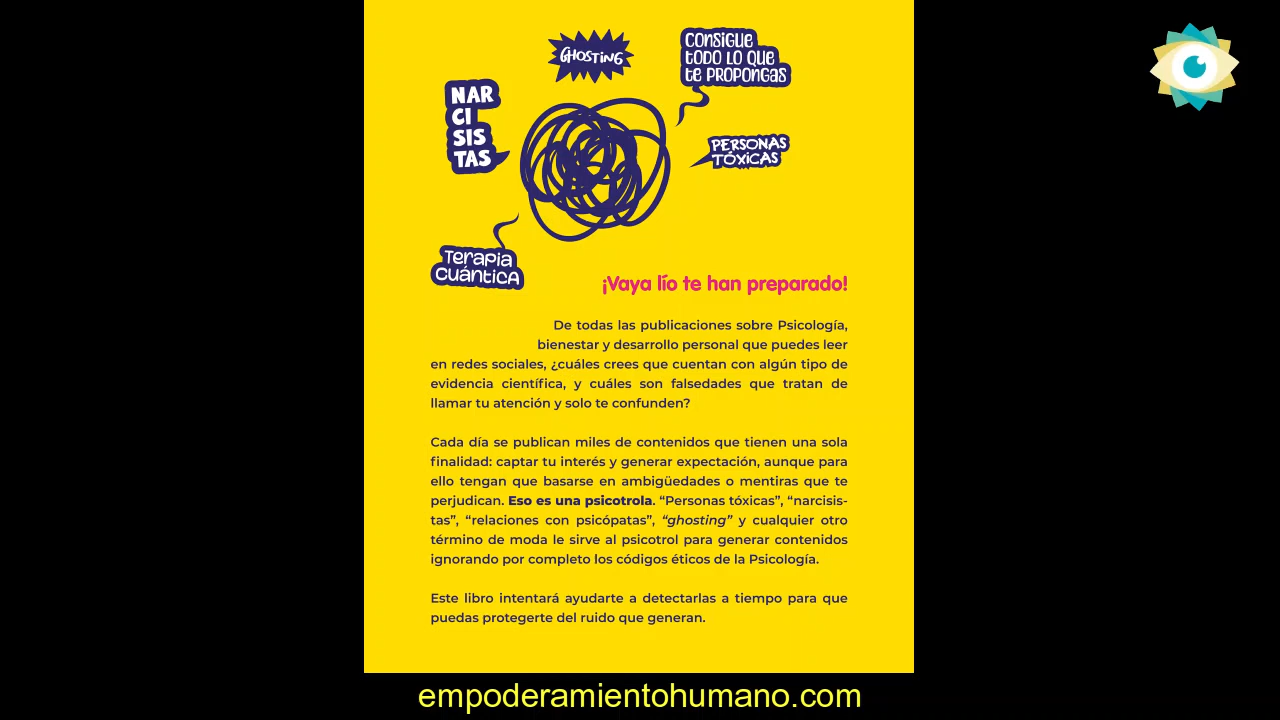 GHOSTING
CONSIGUE
TODO LO QUE
TE PROPONGAS
NAR
CI
SIS
TAS
PERSONAS
TÓXICAS
Terapia
cuántica
¡Vaya lío te han preparado!
De todas las publicaciones sobre Psicología,
bienestar y desarrollo personal que puedes leer
en redes sociales, ¿cuáles crees que cuentan con algún tipo de
evidencia científica, y cuáles son falsedades que tratan de
llamar tu atención y solo te confunden?
Cada día se publican miles de contenidos que tienen una sola
finalidad: captar tu interés y generar expectación, aunque para
ello tengan que basarse en ambigüedades o mentiras que te
perjudican. Eso es una psicotrola. “Personas tóxicas”, “narcisis-
tas”, “relaciones con psicópatas”, “ghosting” y cualquier otro
término de moda le sirve al psicotrol para generar contenidos
ignorando por completo los códigos éticos de la Psicología.
Este libro intentará ayudarte a detectarlas a tiempo para que
puedas protegerte del ruido que generan.
empoderamientohumano.com